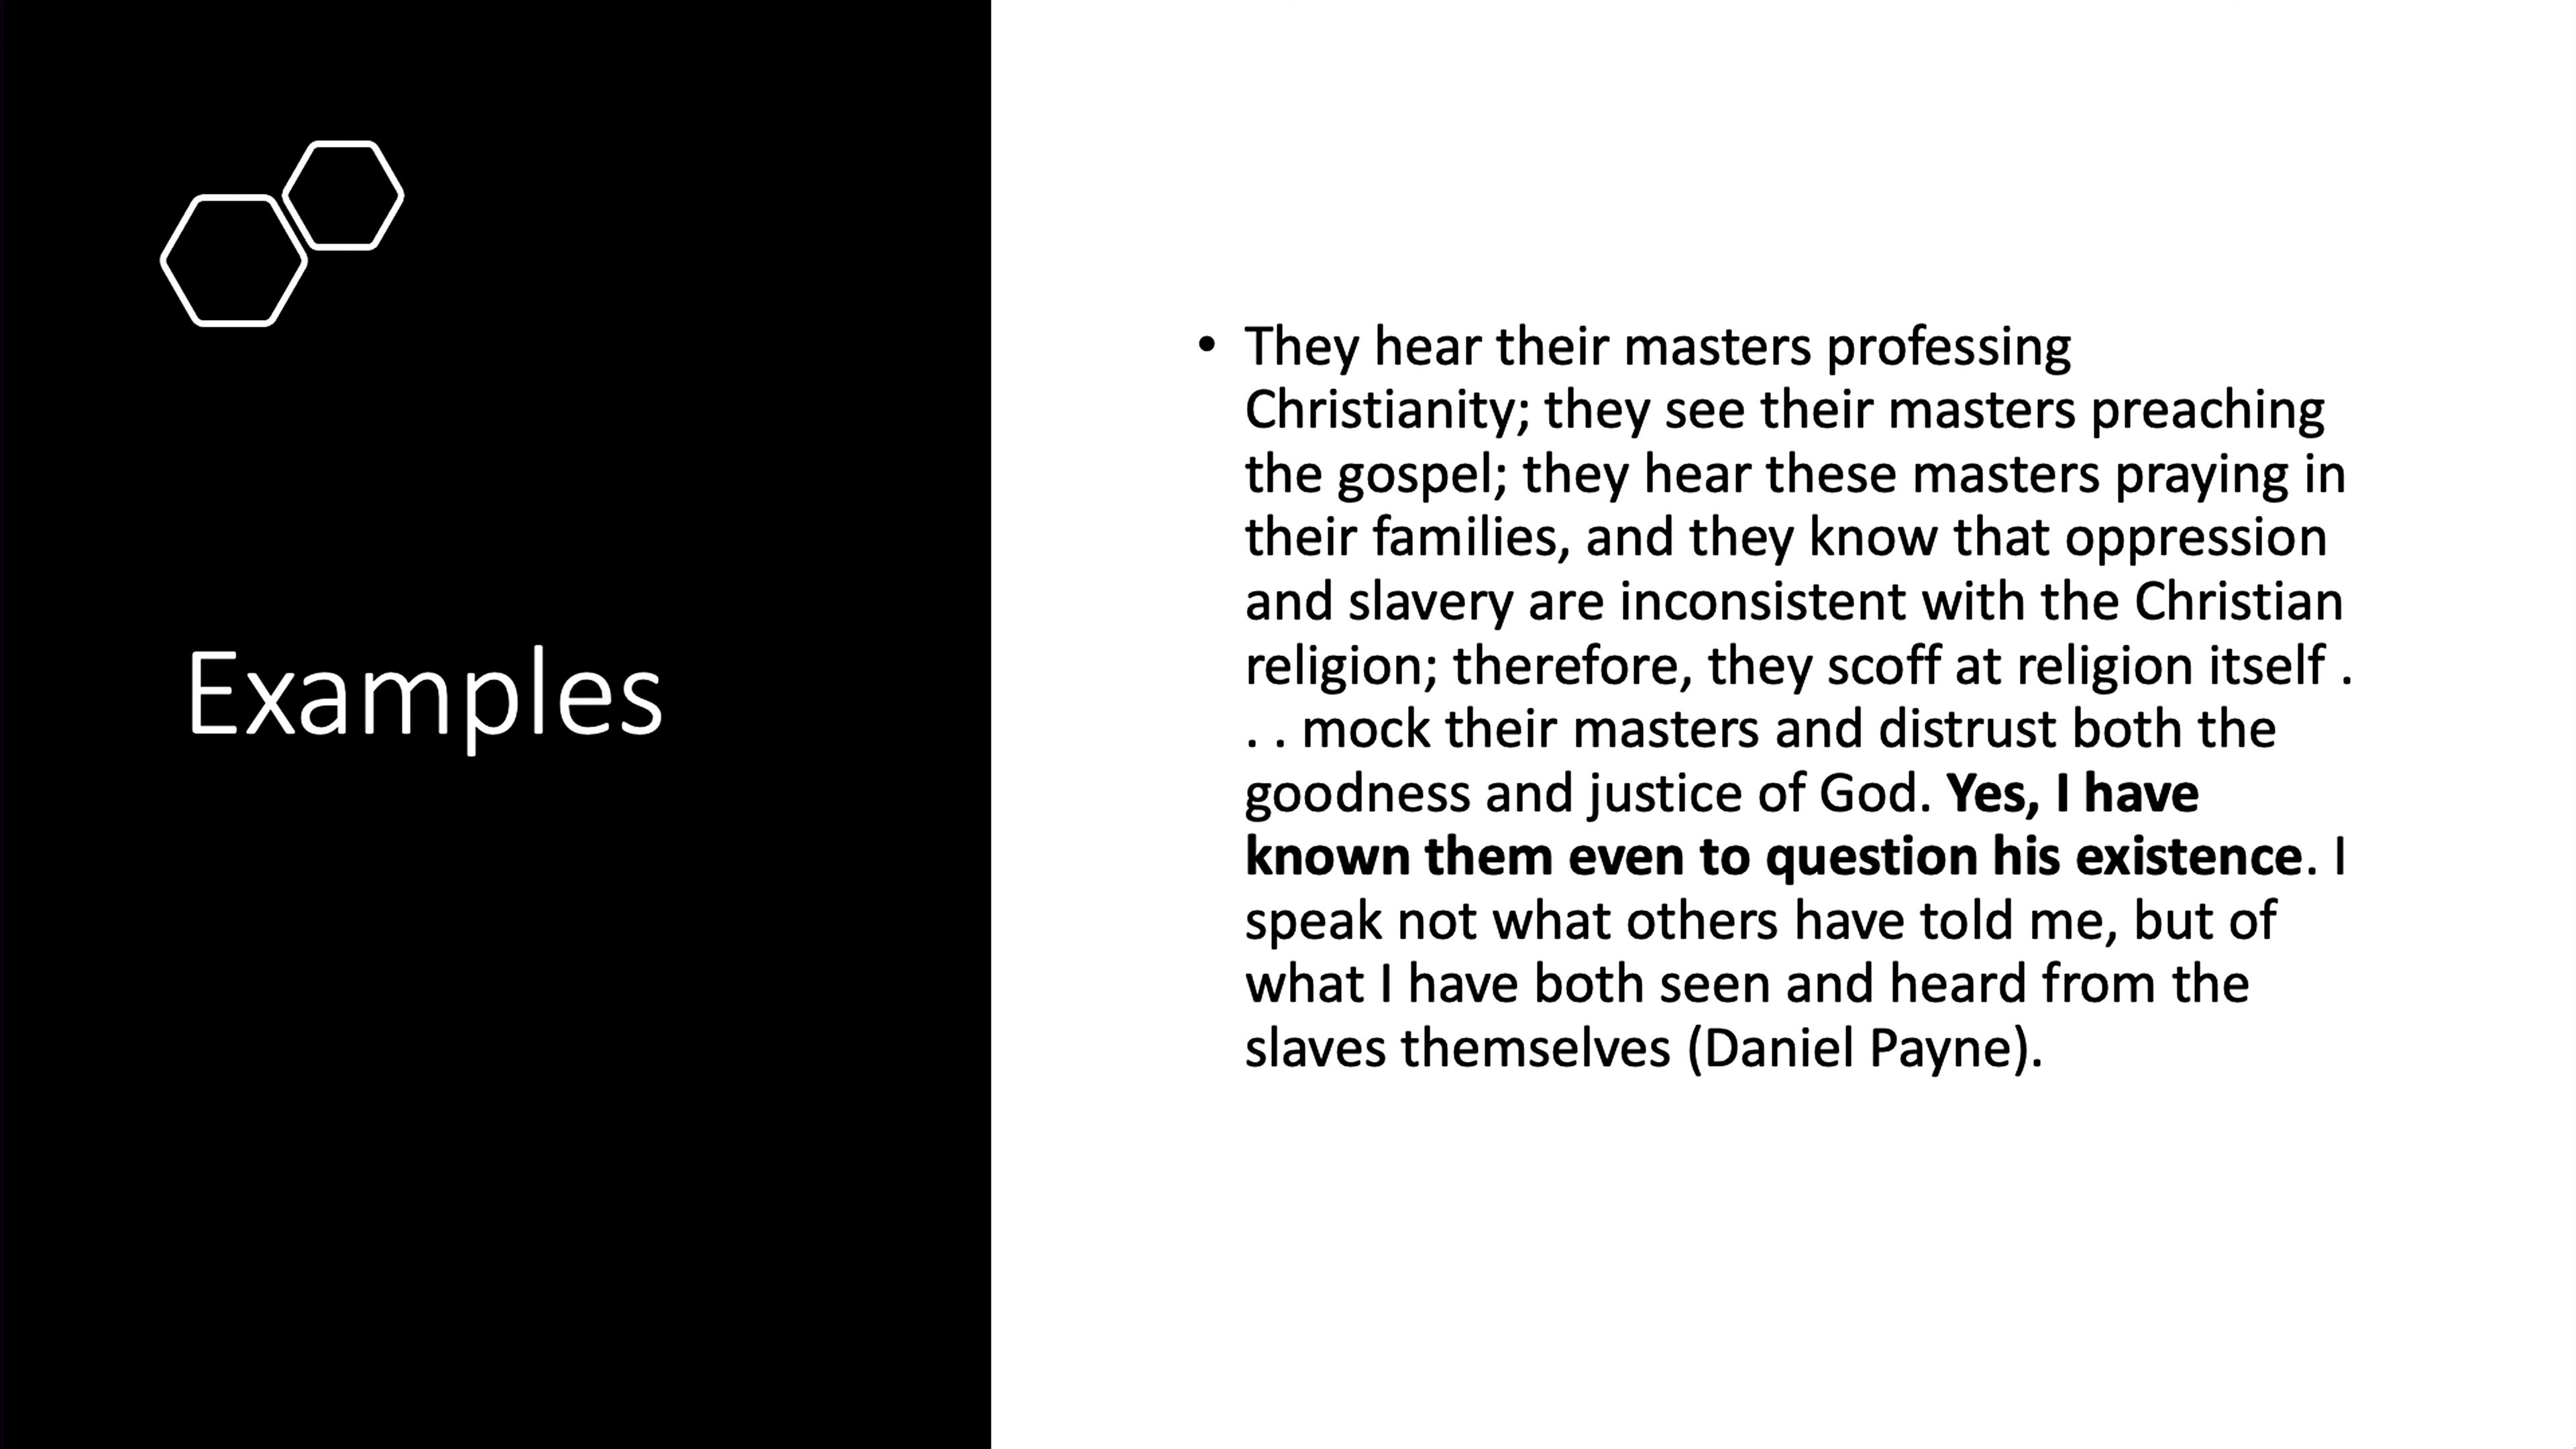 Examples
• They hear their masters professing
Christianity; they see their masters preaching
the gospel; they hear these masters praying in
their families, and they know that oppression
and slavery are inconsistent with the Christian
religion; therefore, they scoff at religion itself .
. . mock their masters and distrust both the
goodness and justice of God. Yes, I have
known them even to question his existence. I
speak not what others have told me, but of
what I have both seen and heard from the
slaves themselves (Daniel Payne).